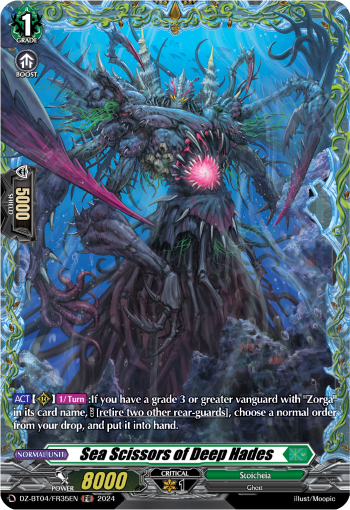 1
GRADE
BOOST
5000
SHIELD
ACT 1/Turn :If you have a grade 3 or greater vanguard with "Zorga"
in its card name, [retire two other rear-guards], choose a normal order
from your drop, and put it into hand.
NORMAL UNIT
Sea Scissors of Deep Hades
POWER 8000
CRITICAL
1
Stoicheia
Ghost
DZ-BT04/FR35EN FR 2024
illust/Moopic